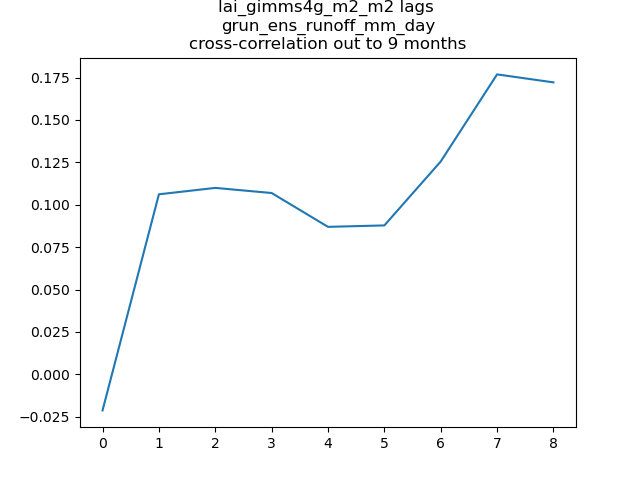 lai_gimms4g_m2_m2 lags
grun_ens_runoff_mm_day
cross-correlation out to 9 months
0.175
0.150
0.125
0.100
0.075
0.050
0.025
0.000
−0.025
0 1 2 3 4 5 6 7 8